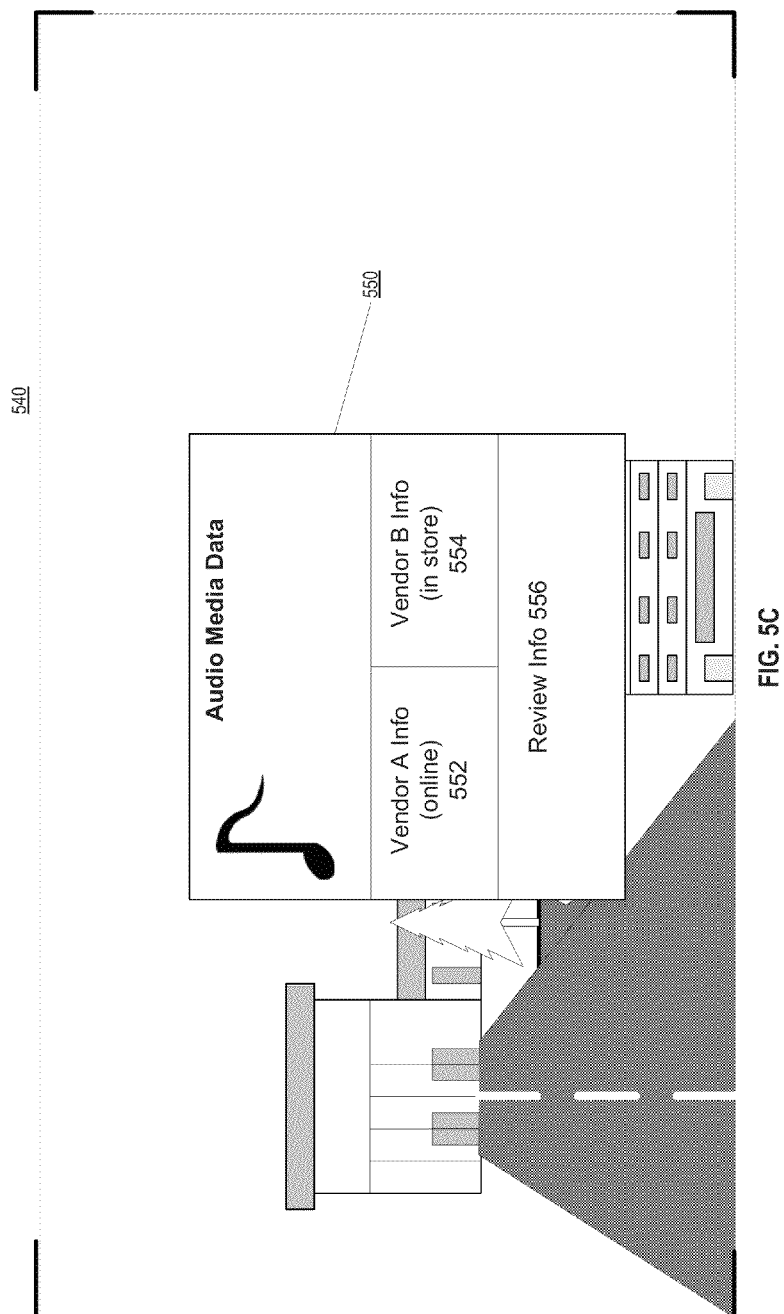 540
550
Audio Media Data
Vendor A Info
(online)
552
Vendor B Info
(in store)
554
Review Info 556
FIG. 5C